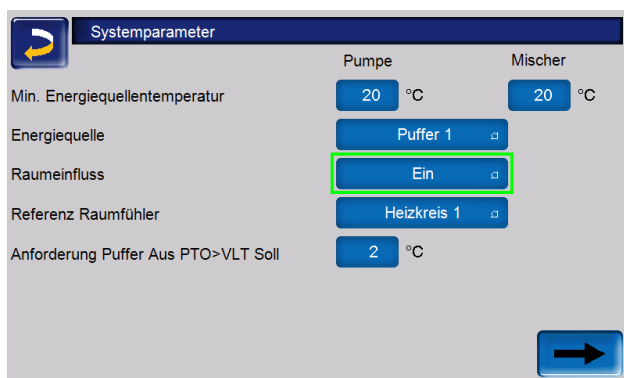 Systemparameter
Pumpe Mischer
Min. Energiequellentemperatur 20 °C 20 °C
Energiequelle Puffer 1
Raumeinfluss Ein
Referenz Raumfühler Heizkreis 1
Anforderung Puffer Aus PTO>VLT Soll 2 °C